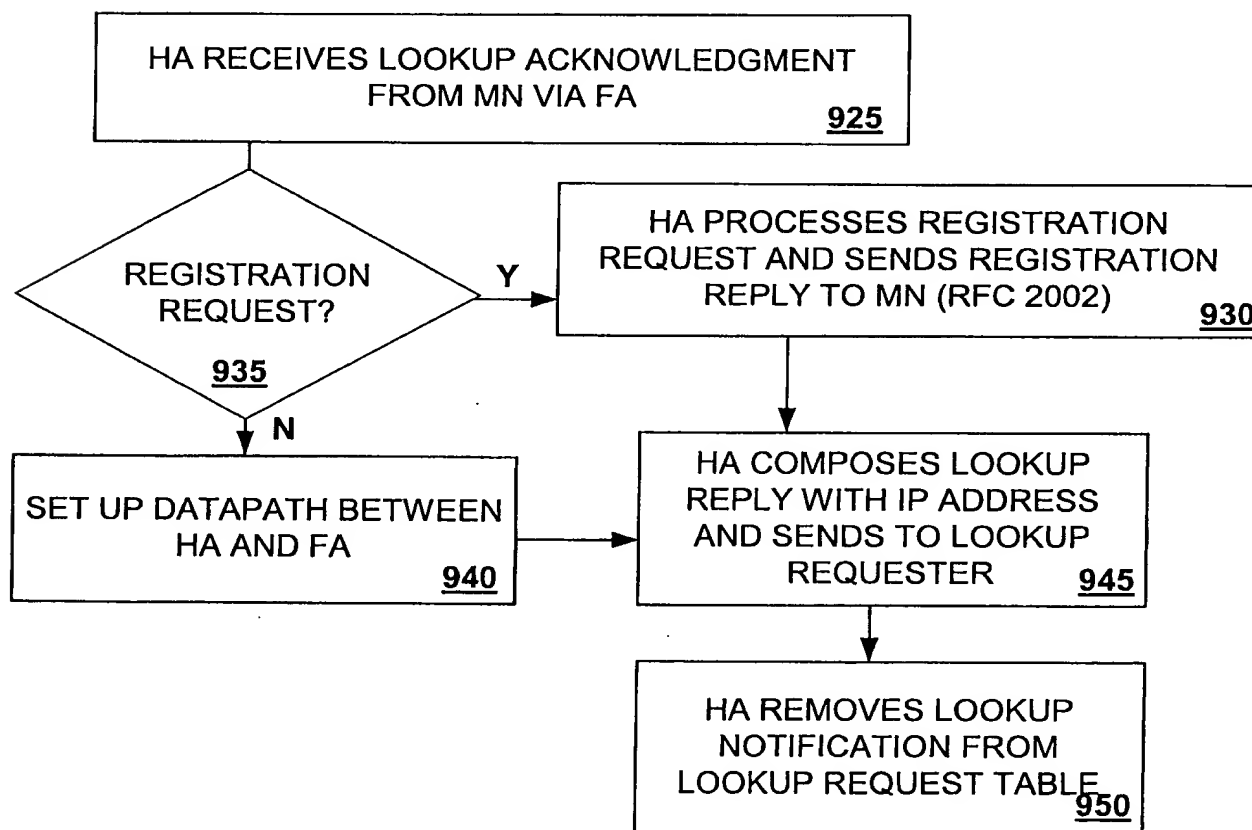 HA RECEIVES LOOKUP ACKNOWLEDGMENT
FROM MN VIA FA
925
REGISTRATION
REQUEST?
935
Y
N
HA PROCESSES REGISTRATION
REQUEST AND SENDS REGISTRATION
REPLY TO MN (RFC 2002)
930
SET UP DATAPATH BETWEEN
HA AND FA
940
HA COMPOSES LOOKUP
REPLY WITH IP ADDRESS
AND SENDS TO LOOKUP
REQUESTER
945
HA REMOVES LOOKUP
NOTIFICATION FROM
LOOKUP REQUEST TABLE
950